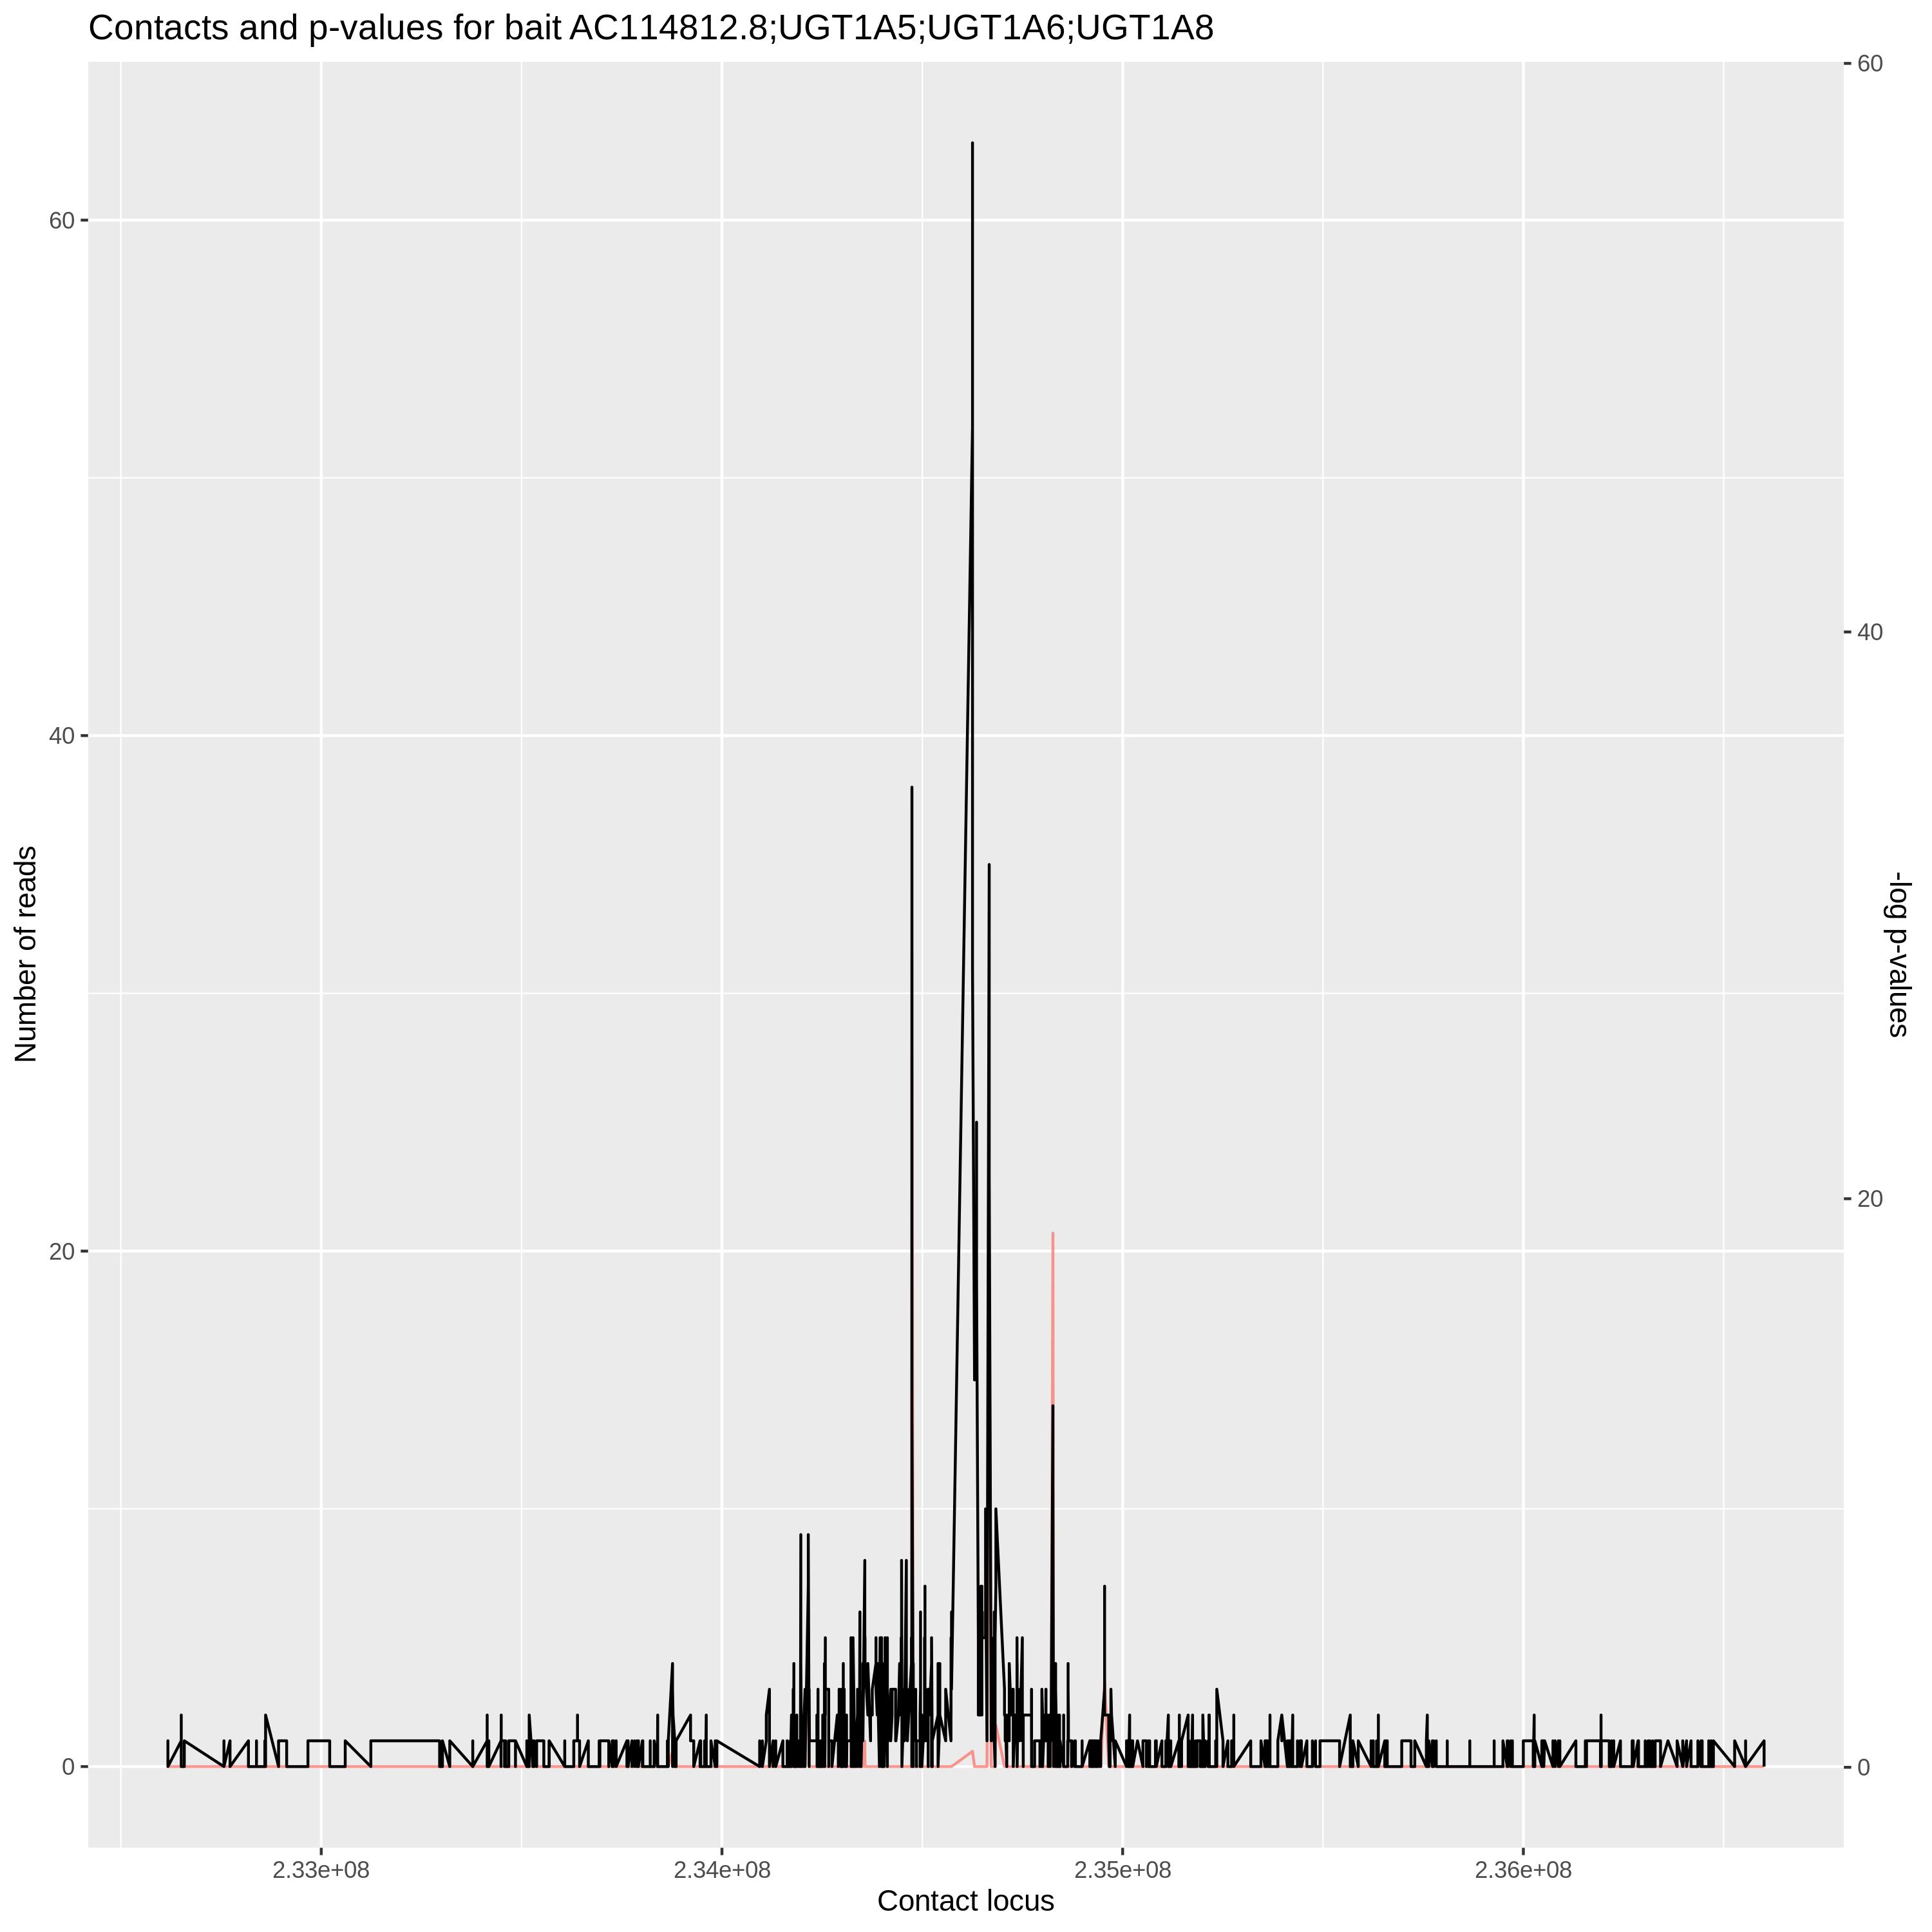 Contacts and p-values for bait AC114812.8;UGT1A5;UGT1A6;UGT1A8
60
40
20
0
Number of reads
60
40
20
0
-log p-values
2.33e+08
2.34e+08
2.35e+08
2.36e+08
Contact locus